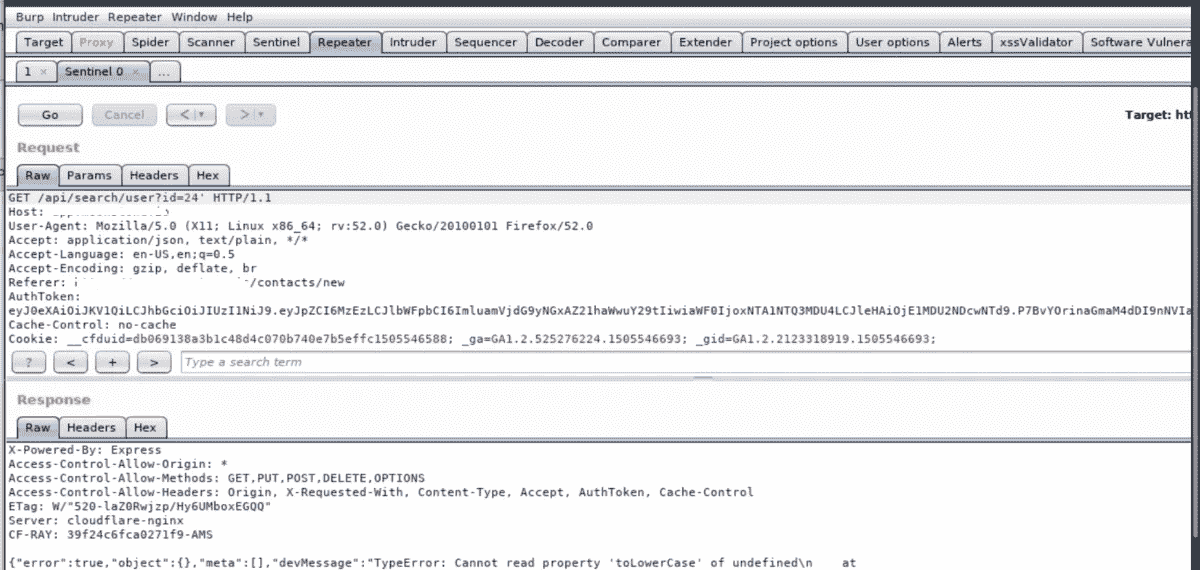 Burp Intruder Repeater Window Help
Target Proxy Spider Scanner Sentinel Repeater Intruder Sequencer Decoder Comparer Extender Project options User options Alerts xssValidator Software Vulnera
1 × Sentinel 0 × ...
Go Cancel < ▾ > ▾ Target: htt
Request
Raw Params Headers Hex
GET /api/search/user?id=24' HTTP/1.1
Host:
User-Agent: Mozilla/5.0 (X11; Linux x86_64; rv:52.0) Gecko/20100101 Firefox/52.0
Accept: application/json, text/plain, */*
Accept-Language: en-US,en;q=0.5
Accept-Encoding: gzip, deflate, br
Referer: /contacts/new
AuthToken:
eyJ0eXAiOiJKV1QiLCJhbGciOiJIUzI1NiJ9.eyJpZCI6MzEzLCJlbWFpbCI6ImluamVjdG9yNGxAZ21haWwuY29tIiwiaWF0IjoxNTA1NTQ3MDU4LCJleHAiOjE1MDU2NDcwNTd9.P7BvYOrinaGmaM4dDI9nNVIa
Cache-Control: no-cache
Cookie: __cfduid=db069138a3b1c48d4c070b740e7b5effc1505546588; _ga=GA1.2.525276224.1505546693; _gid=GA1.2.2123318919.1505546693;
? < + > Type a search term
Response
Raw Headers Hex
X-Powered-By: Express
Access-Control-Allow-Origin: *
Access-Control-Allow-Methods: GET,PUT,POST,DELETE,OPTIONS
Access-Control-Allow-Headers: Origin, X-Requested-With, Content-Type, Accept, AuthToken, Cache-Control
ETag: W/"520-laZ0Rwjzp/Hy6UMboxEGQQ"
Server: cloudflare-nginx
CF-RAY: 39f24c6fca0271f9-AMS
{"error":true,"object":{},"meta":[],"devMessage":"TypeError: Cannot read property 'toLowerCase' of undefined\n at